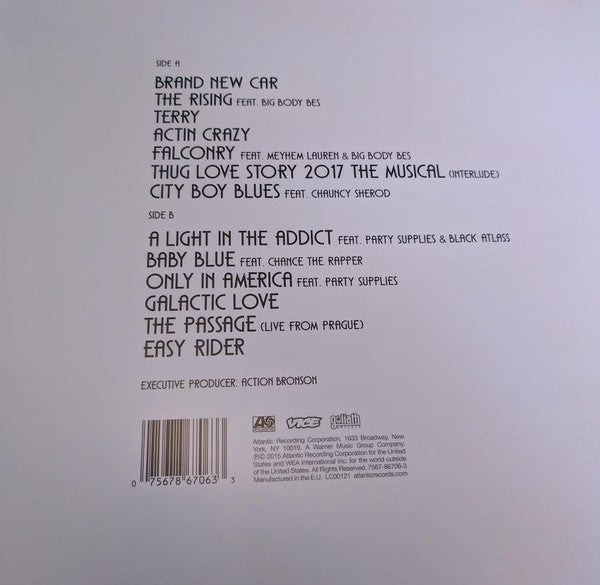 SIDE A
BRAND NEW CAR
THE RISING FEAT. BIG BODY BES
TERRY
ACTIN CRAZY
FALCONRY FEAT. MEYHEM LAUREN & BIG BODY BES
THUG LOVE STORY 2017 THE MUSICAL (INTERLUDE)
CITY BOY BLUES FEAT. CHAUNCY SHEROD
SIDE B
A LIGHT IN THE ADDICT FEAT. PARTY SUPPLIES & BLACK ATLASS
BABY BLUE FEAT. CHANCE THE RAPPER
ONLY IN AMERICA FEAT. PARTY SUPPLIES
GALACTIC LOVE
THE PASSAGE (LIVE FROM PRAGUE)
EASY RIDER
EXECUTIVE PRODUCER: ACTION BRONSON
VICE goliath
Atlantic Recording Corporation, 1633 Broadway, New
York, NY 10019. A Warner Music Group Company.
℗© 2015 Atlantic Recording Corporation for the United
States and WEA International Inc. for the world outside
of the United States. All Rights Reserved. 7567-86706-3
Manufactured in the E.U. LC00121 atlanticrecords.com
0 75678 67063 3